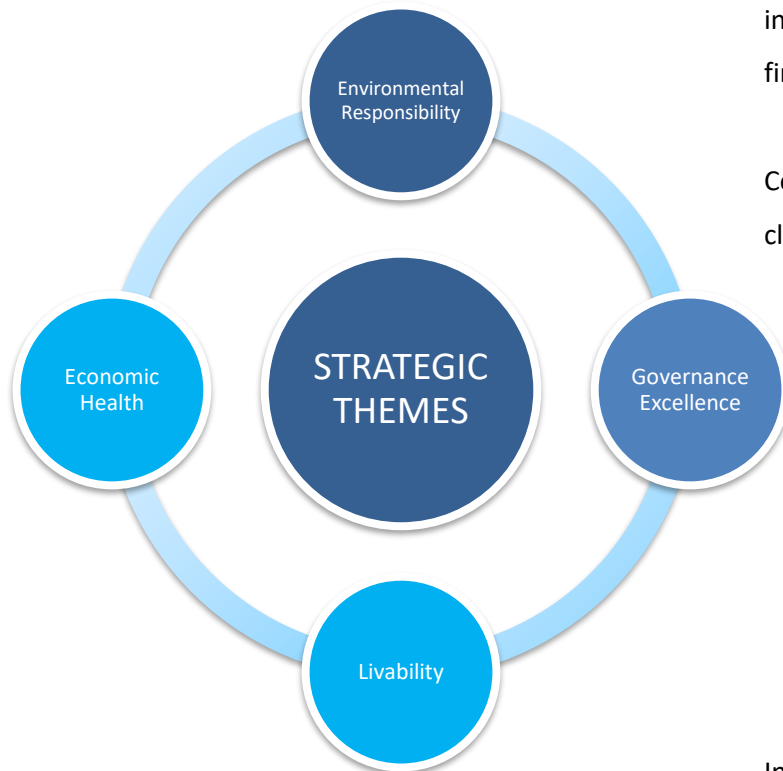 Environmental
Responsibility
Economic
Health
STRATEGIC
THEMES
Governance
Excellence
Livability